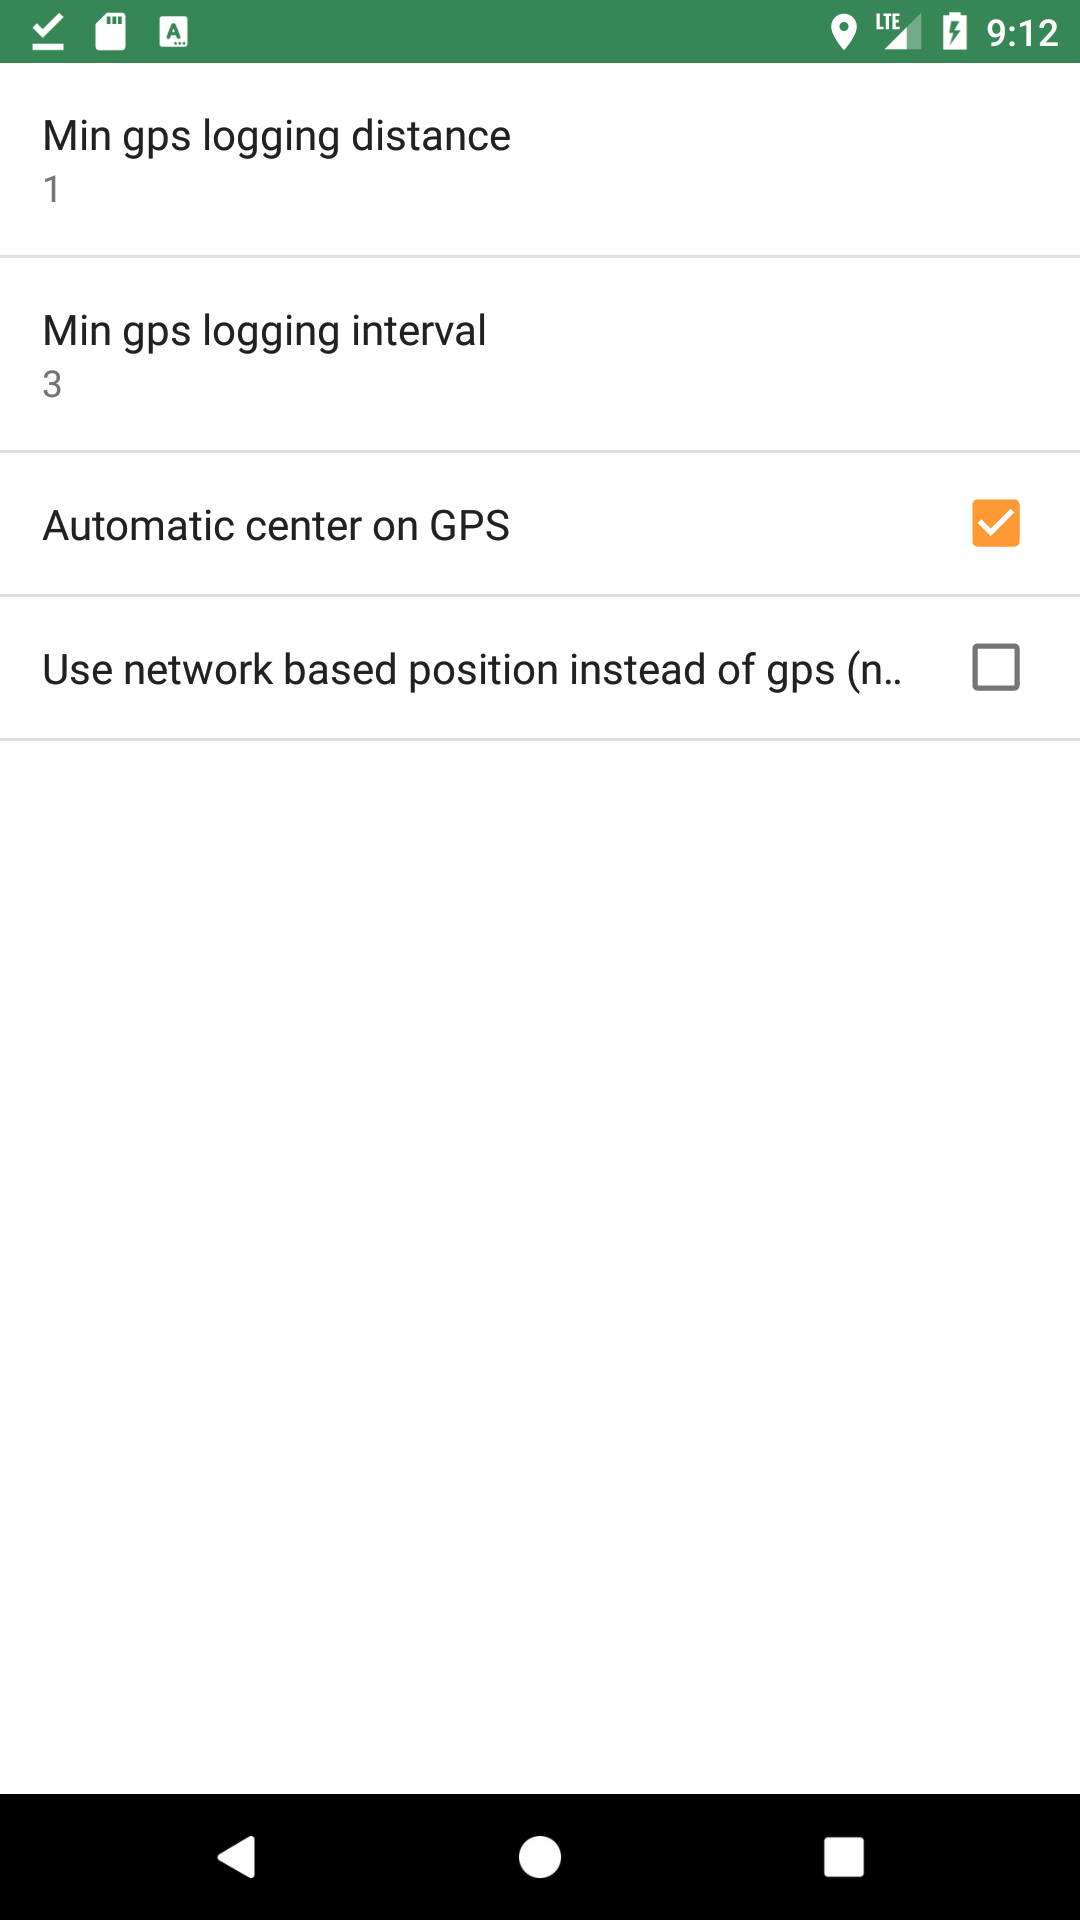 LTE 9:12
Min gps logging distance
1
Min gps logging interval
3
Automatic center on GPS
Use network based position instead of gps (n..